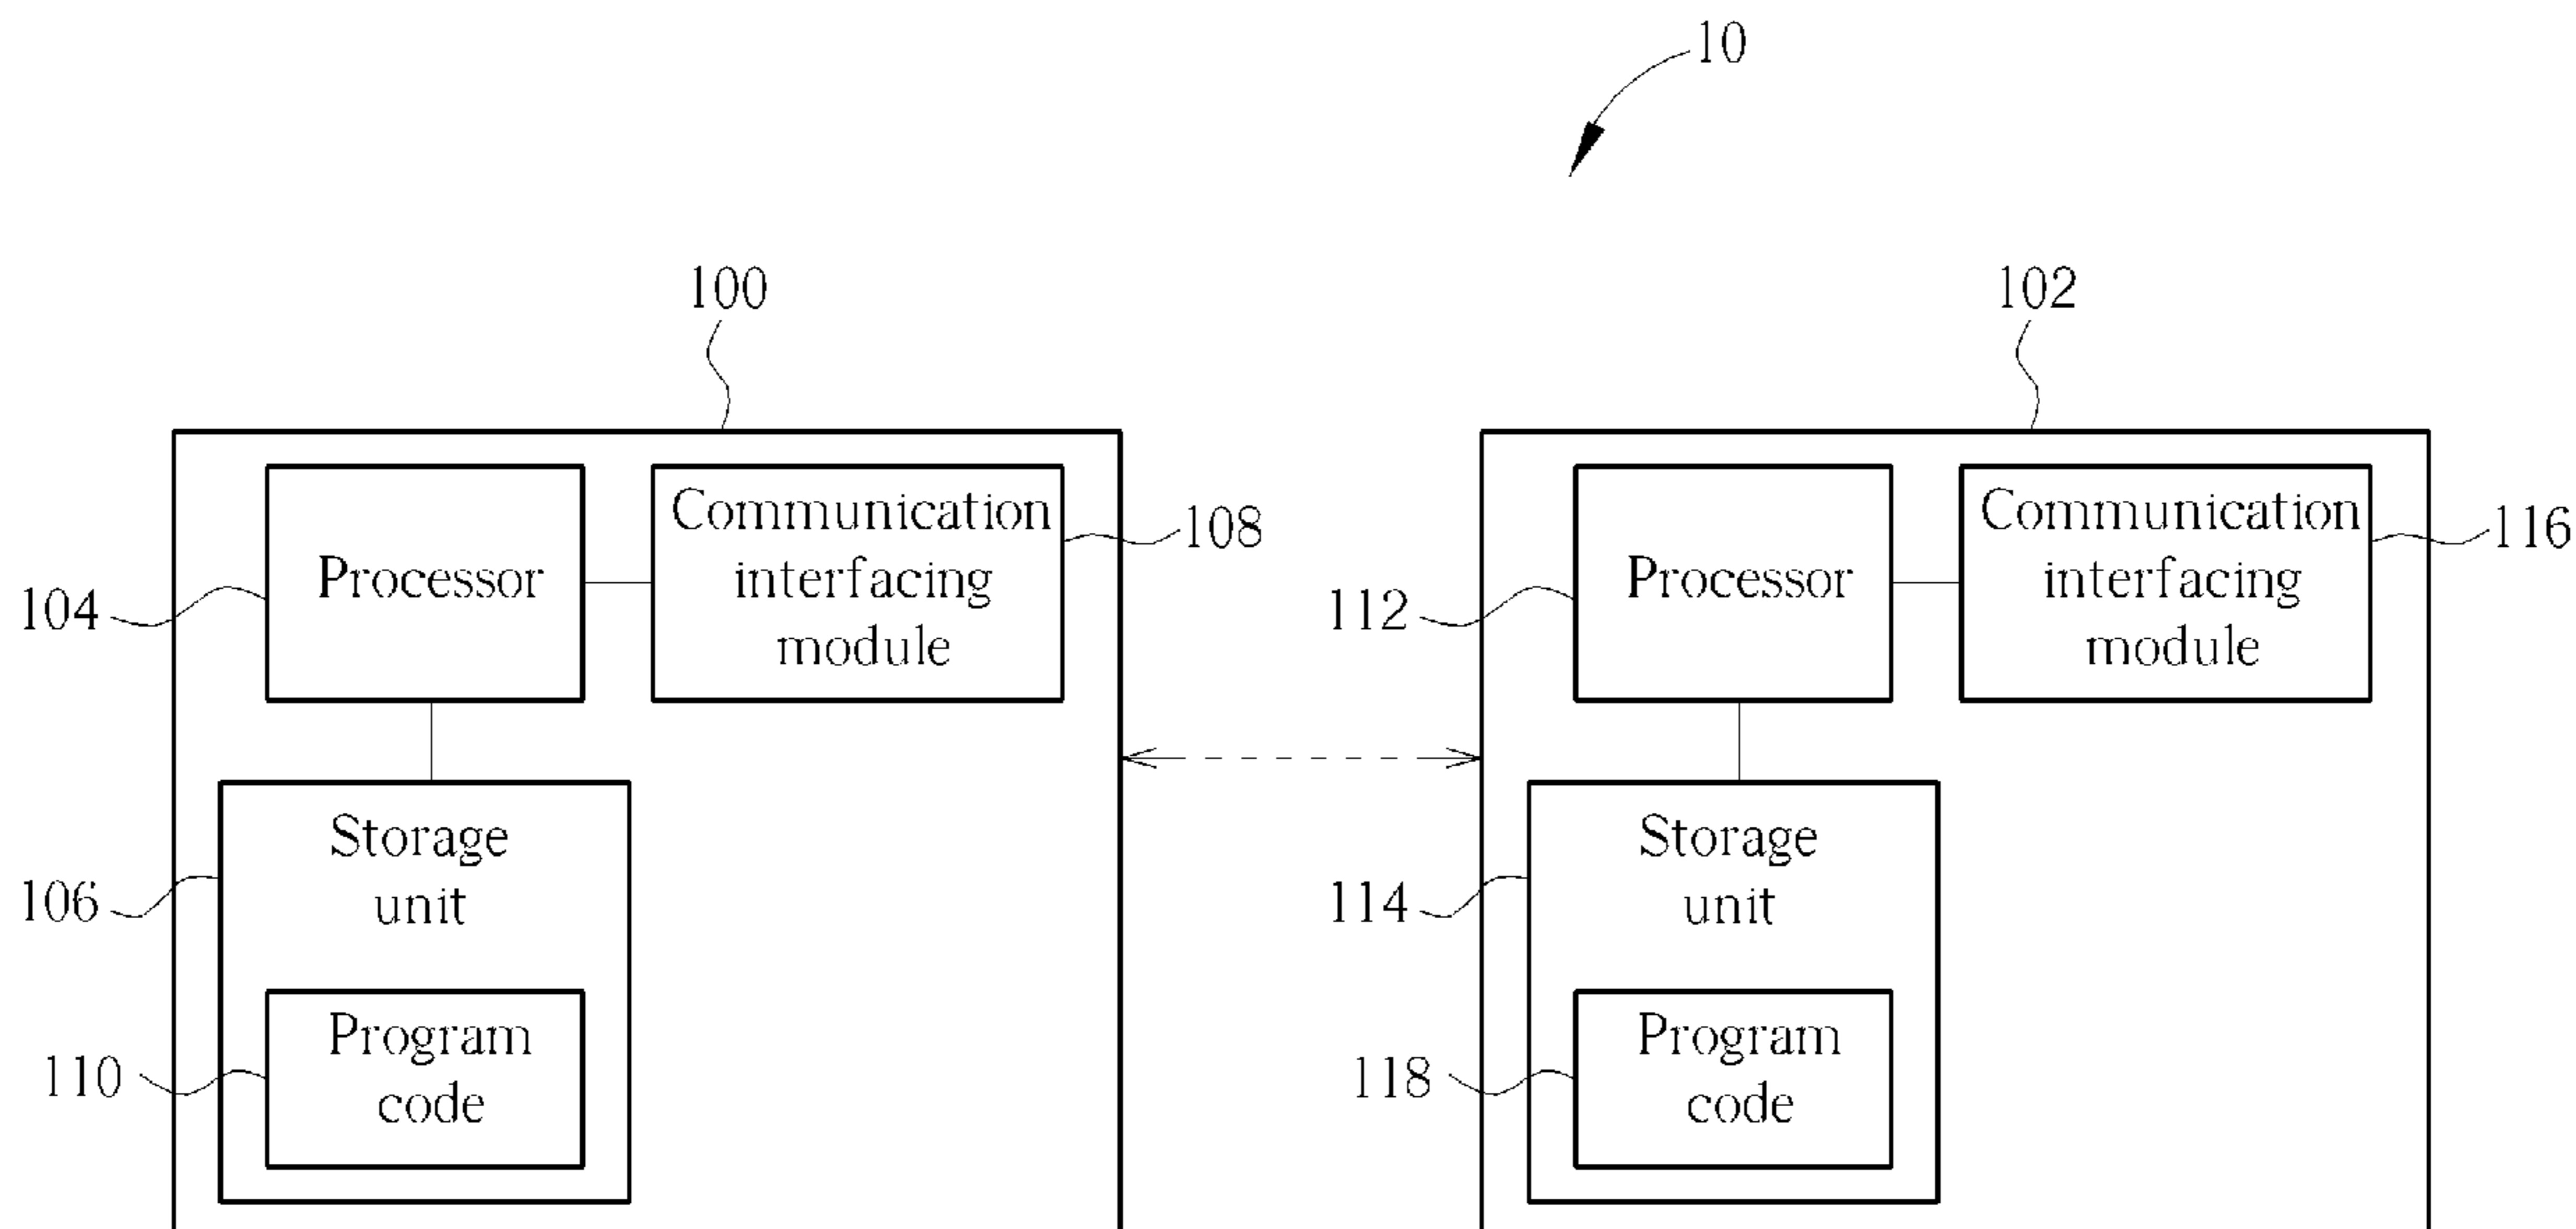 10
100
102
Processor
Communication
interfacing
module
108
104
Storage
unit
106
Program
code
110
Processor
Communication
interfacing
module
116
112
Storage
unit
114
Program
code
118